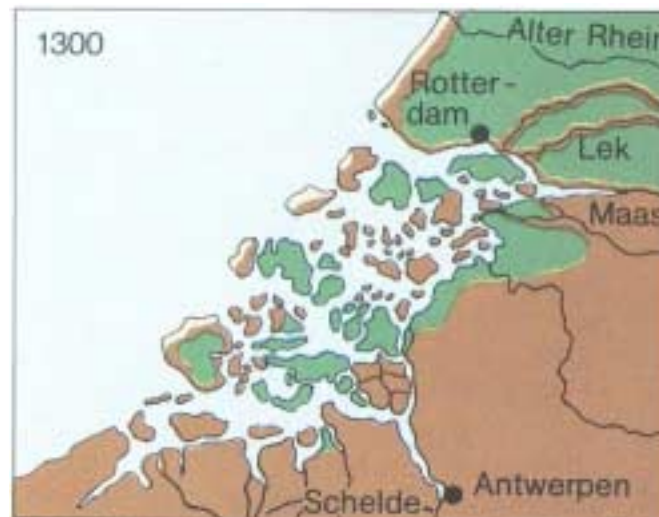 1300
Alter Rhein
Rotter-
dam
Lek
Maas
Schelde
Antwerpen